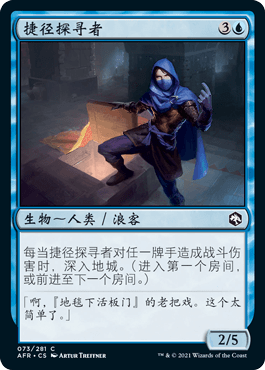 捷径探寻者 3
生物～人类／浪客
每当捷径探寻者对任一牌手造成战斗伤
害时，深入地城。（进入第一个房间，
或前进至下一个房间。）
「啊，『地毯下活板门』的老把戏。这个太
简单了。」
2/5
073/281 C
AFR • CS ARTUR TREFFNER
™ & © 2021 Wizards of the Coast